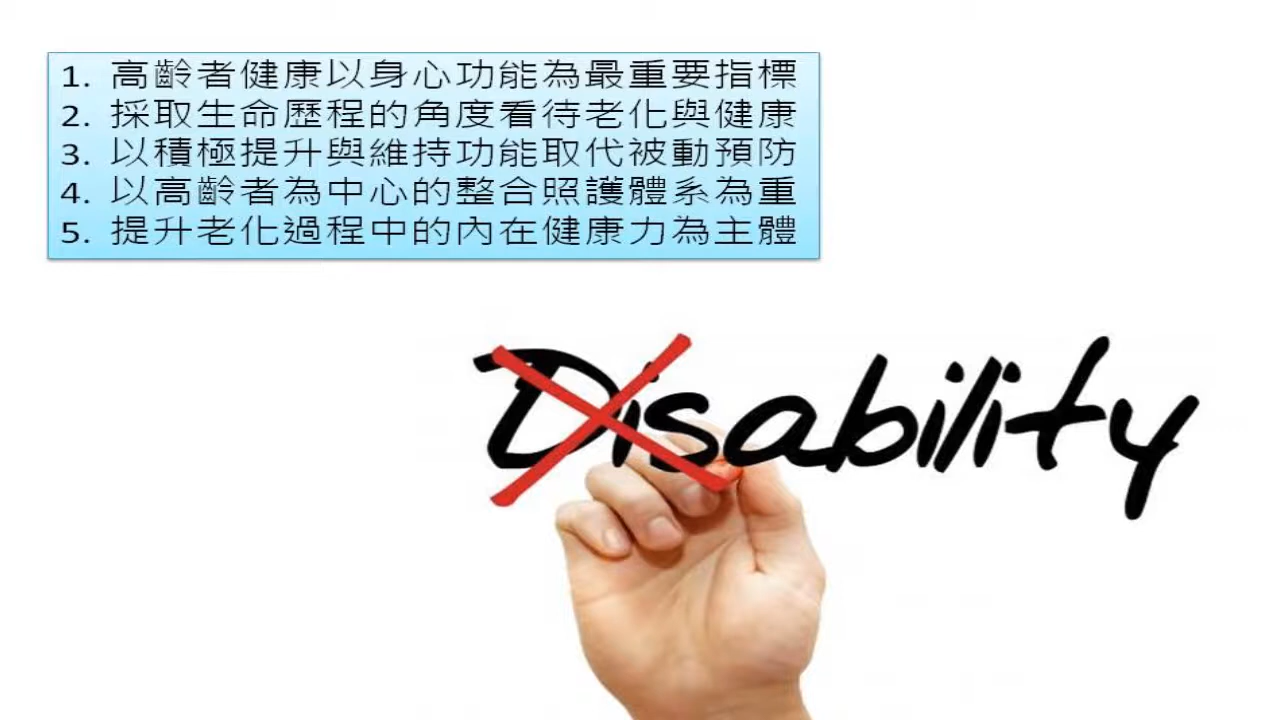 1. 高齡者健康以身心功能為最重要指標
2. 採取生命歷程的角度看待老化與健康
3. 以積極提升與維持功能取代被動預防
4. 以高齡者為中心的整合照護體系為重
5. 提升老化過程中的內在健康力為主體
Disability